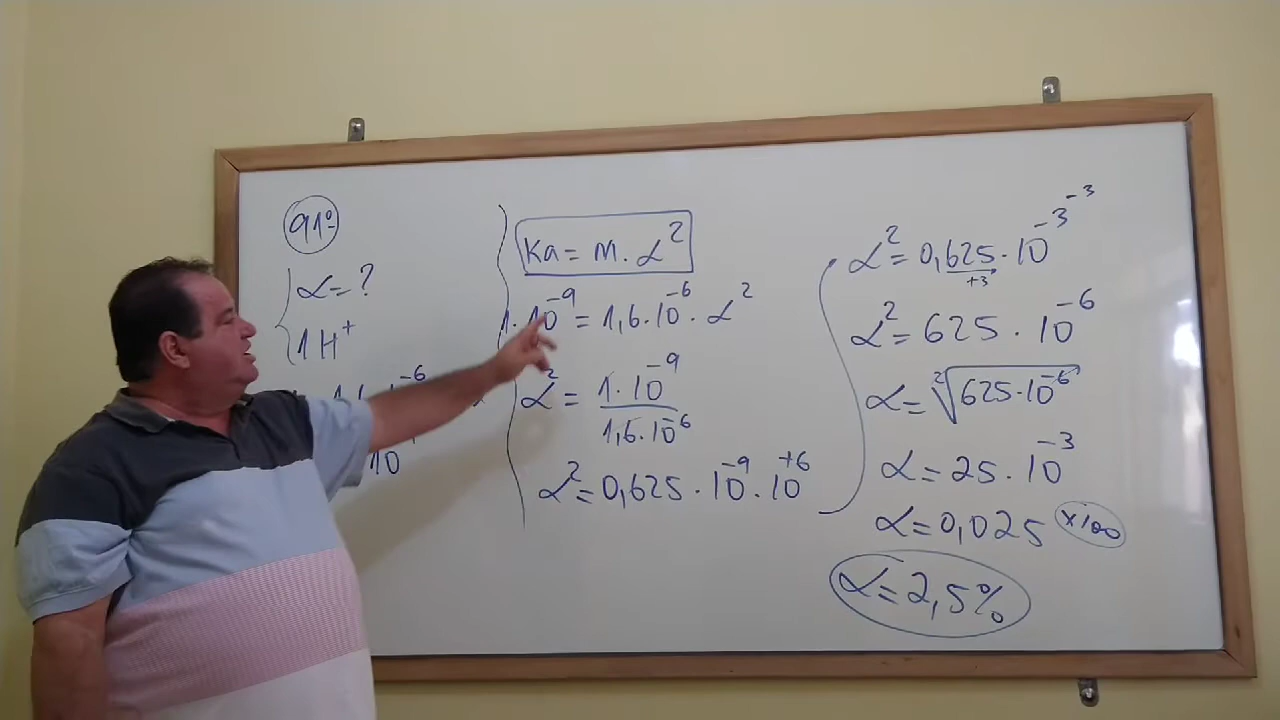 91º
α = ?
1 H⁺
10
Ka = M . α²
1 . 10⁻⁹ = 1,6 . 10⁻⁶ . α²
α² = 1 . 10⁻⁹
1,6 . 10⁻⁶
α² = 0,625 . 10⁻⁹ . 10⁺⁶
α² = 0,625 . 10⁻³ ⁻³
+3
α² = 625 . 10⁻⁶
α = ²√625 . 10⁻⁶
α = 25 . 10⁻³
α = 0,025 x100
α = 2,5%